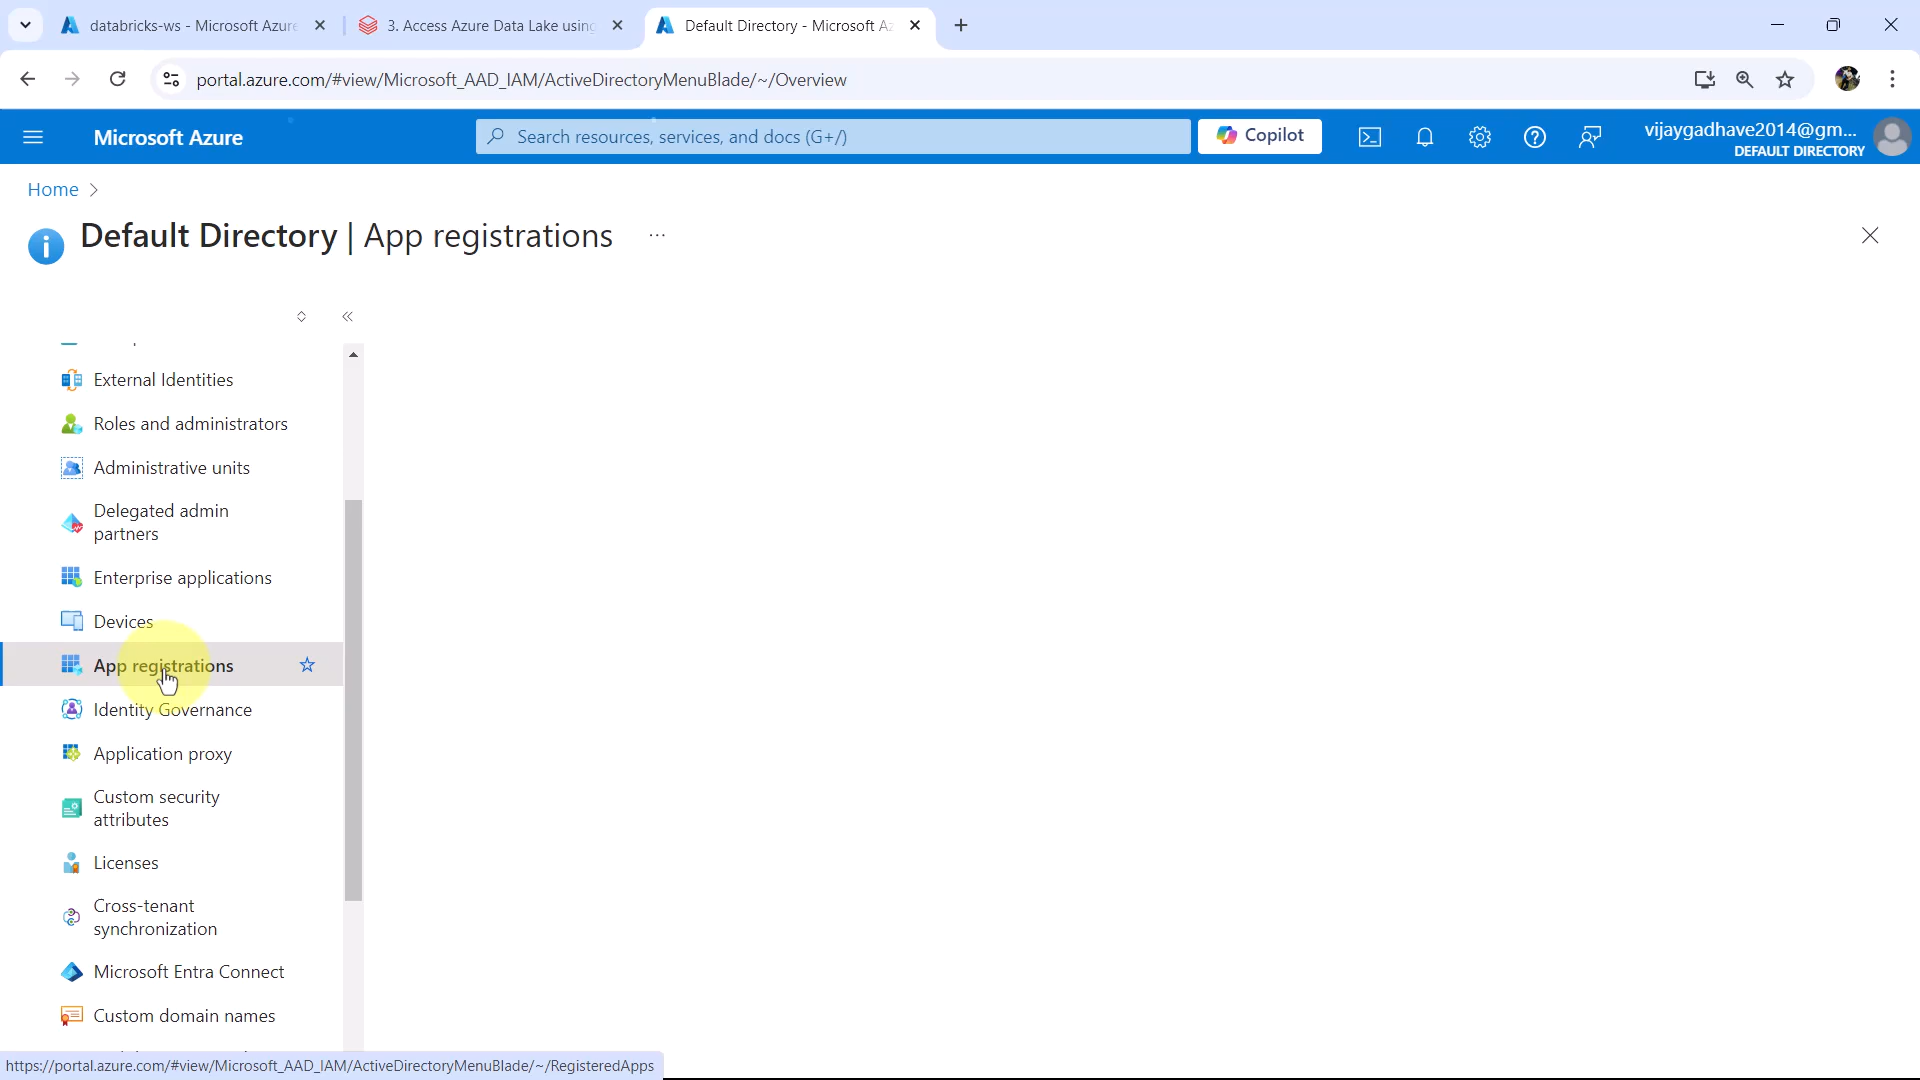 databricks-ws - Microsoft Azure
3. Access Azure Data Lake using
Default Directory - Microsoft Az
portal.azure.com/#view/Microsoft_AAD_IAM/ActiveDirectoryMenuBlade/~/Overview
Microsoft Azure
Search resources, services, and docs (G+/)
Copilot
vijaygadhave2014@gm...
DEFAULT DIRECTORY
Home
Default Directory | App registrations ...
External Identities
Roles and administrators
Administrative units
Delegated admin
partners
Enterprise applications
Devices
App registrations
Identity Governance
Application proxy
Custom security
attributes
Licenses
Cross-tenant
synchronization
Microsoft Entra Connect
Custom domain names
https://portal.azure.com/#view/Microsoft_AAD_IAM/ActiveDirectoryMenuBlade/~/RegisteredApps